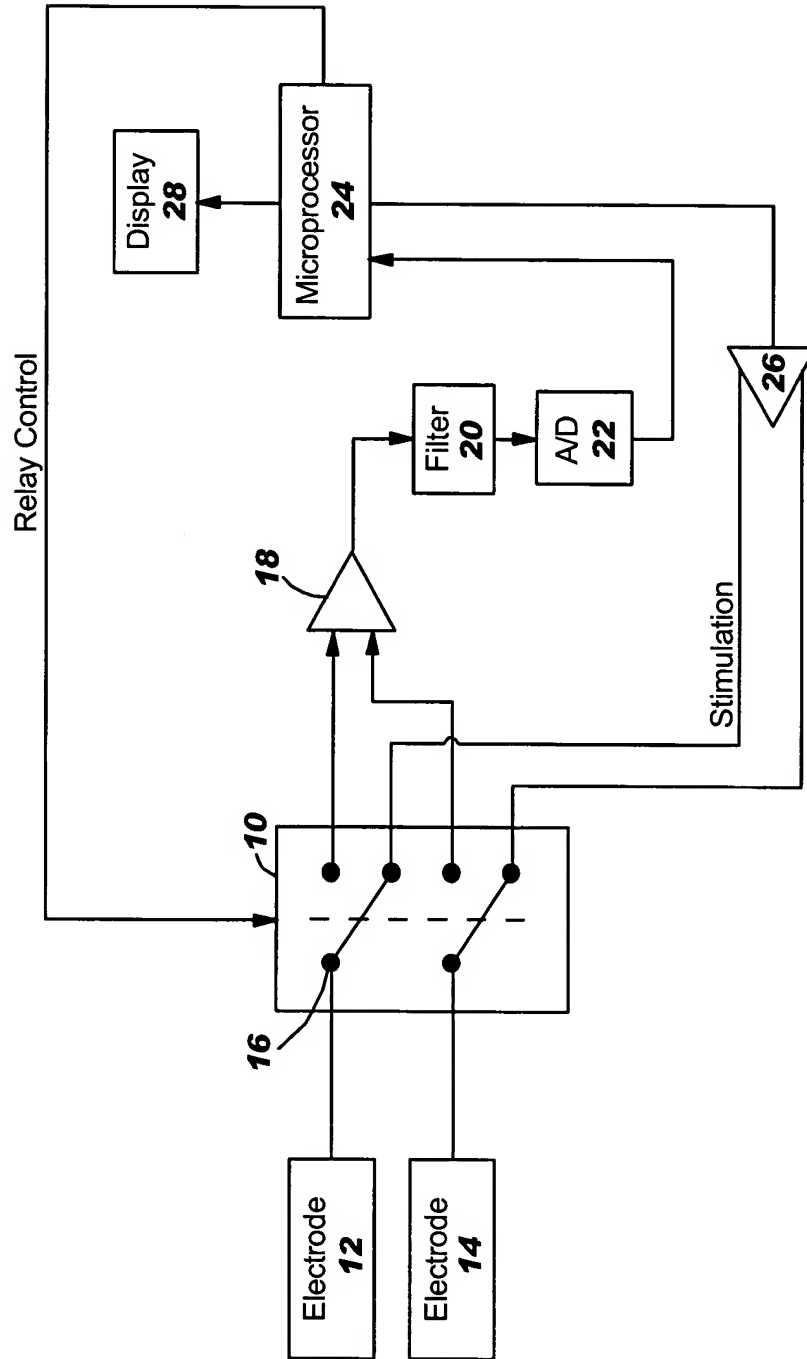 Relay Control
Display
28
Microprocessor
24
18
Filter
20
A/D
22
10
16
Electrode
12
Electrode
14
Stimulation
26